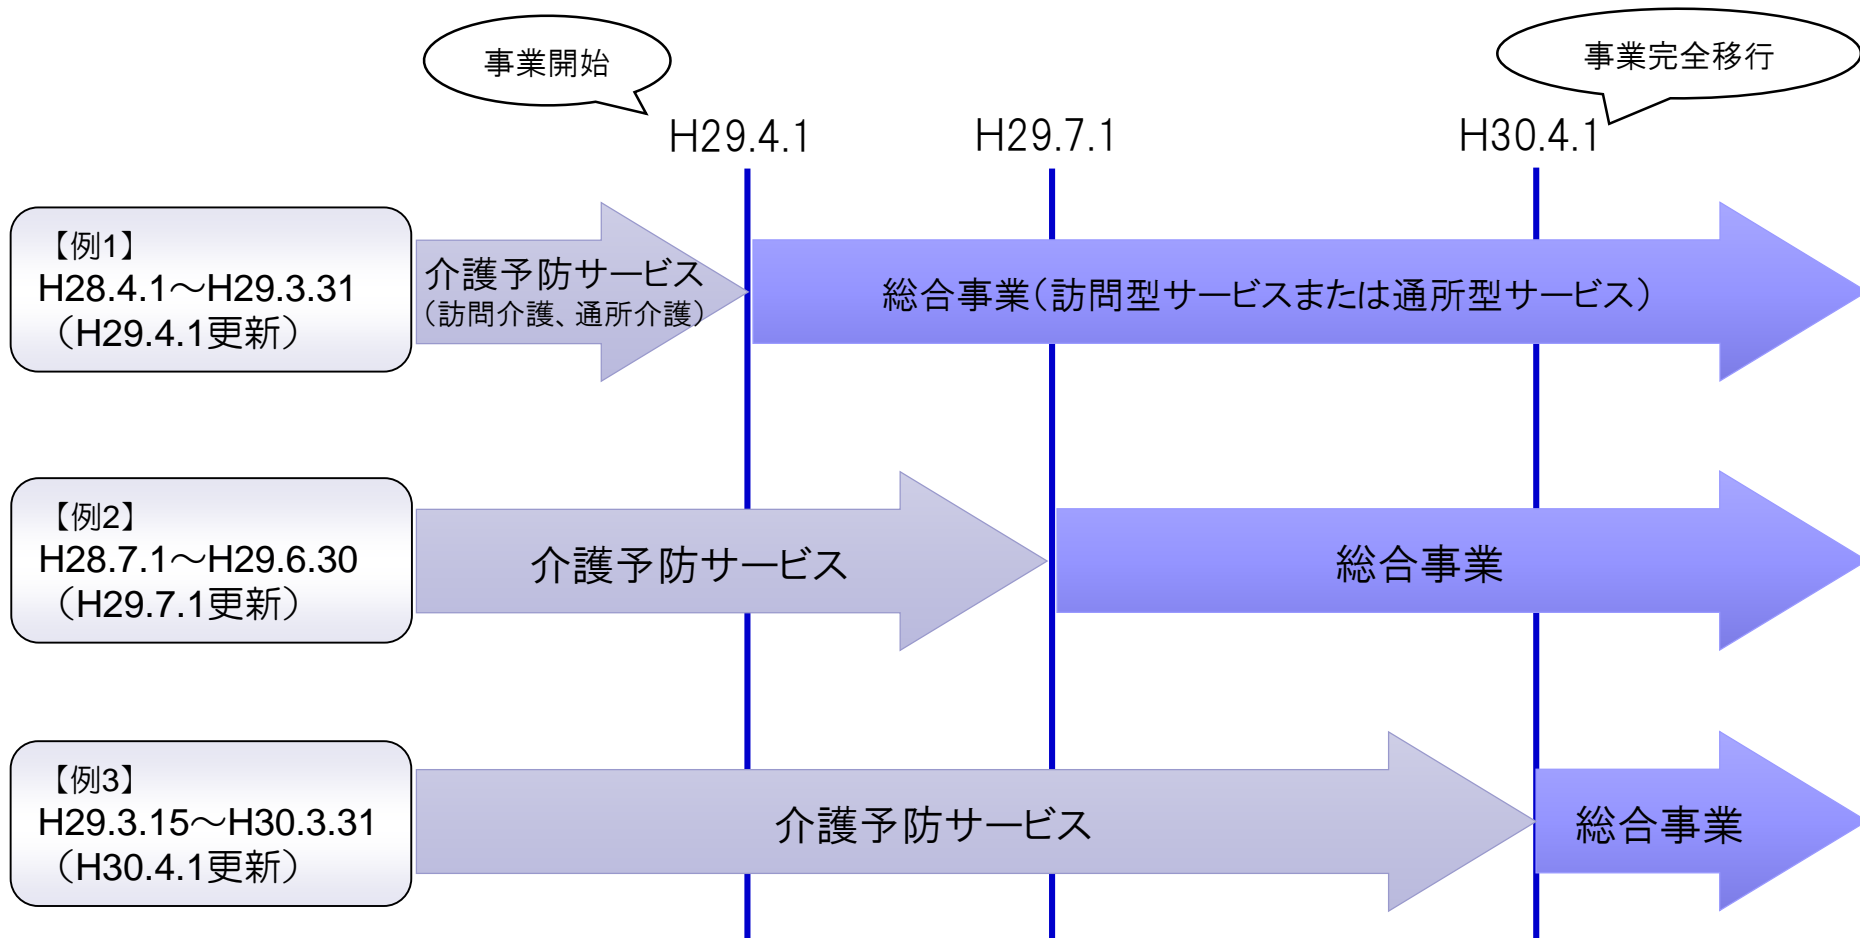 事業開始
事業完全移行
H29.4.1
H29.7.1
H30.4.1
【例1】
H28.4.1～H29.3.31
（H29.4.1更新）
介護予防サービス
（訪問介護、通所介護）
総合事業（訪問型サービスまたは通所型サービス）
【例2】
H28.7.1～H29.6.30
（H29.7.1更新）
介護予防サービス
総合事業
【例3】
H29.3.15～H30.3.31
（H30.4.1更新）
介護予防サービス
総合事業